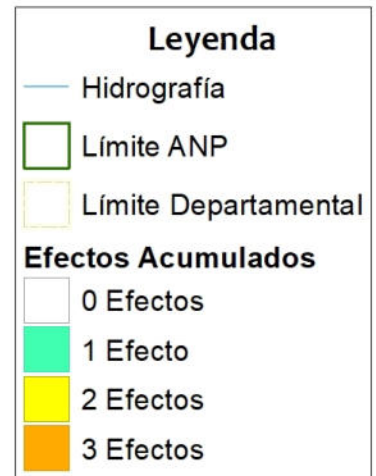 Leyenda
Hidrografía
Límite ANP
Límite Departamental
Efectos Acumulados
0 Efectos
1 Efecto
2 Efectos
3 Efectos